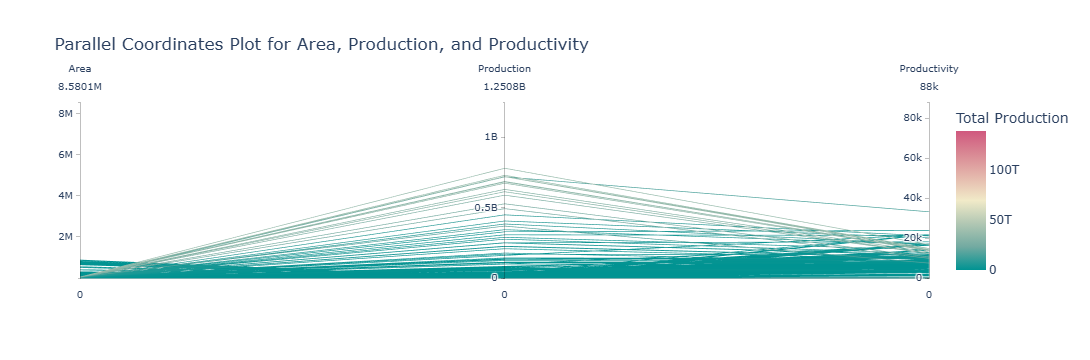 Parallel Coordinates Plot for Area, Production, and Productivity
Area
8.5801M
8M
6M
4M
2M
0
Production
1.2508B
1B
0.5B
0
0
Productivity
88k
80k
60k
40k
20k
0
0
Total Production
100T
50T
0